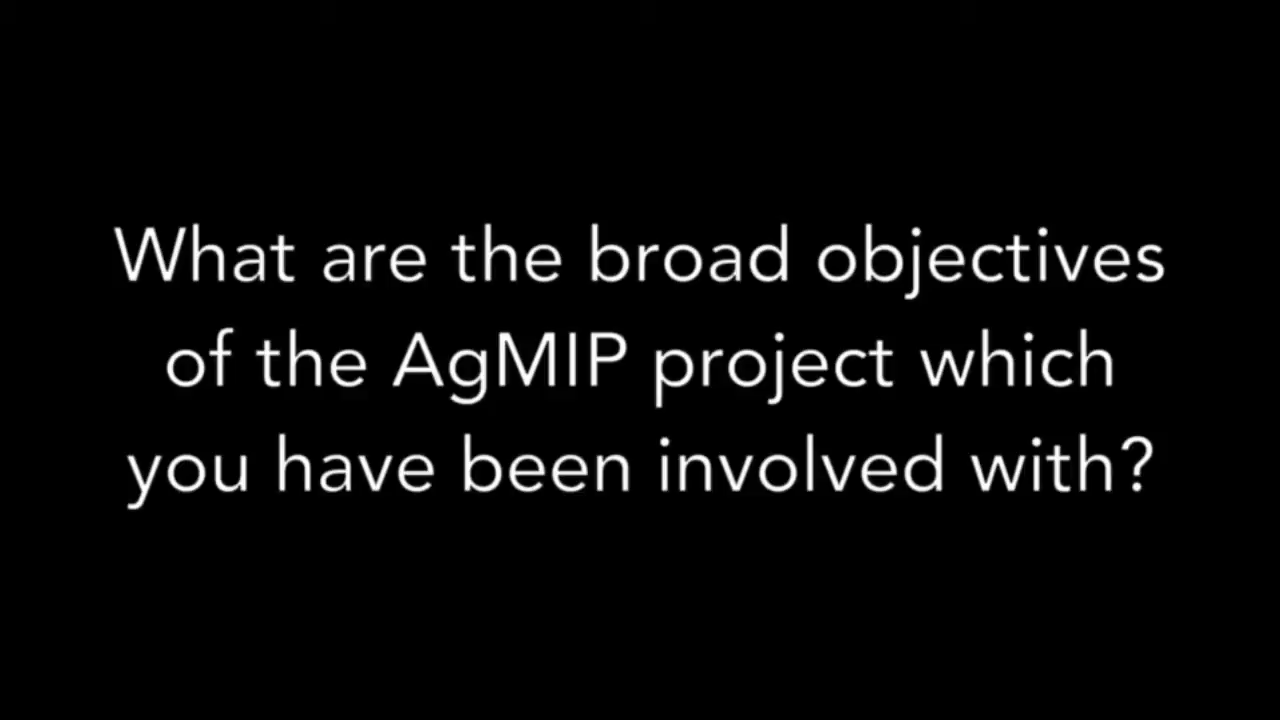 What are the broad objectives
of the AgMIP project which
you have been involved with?